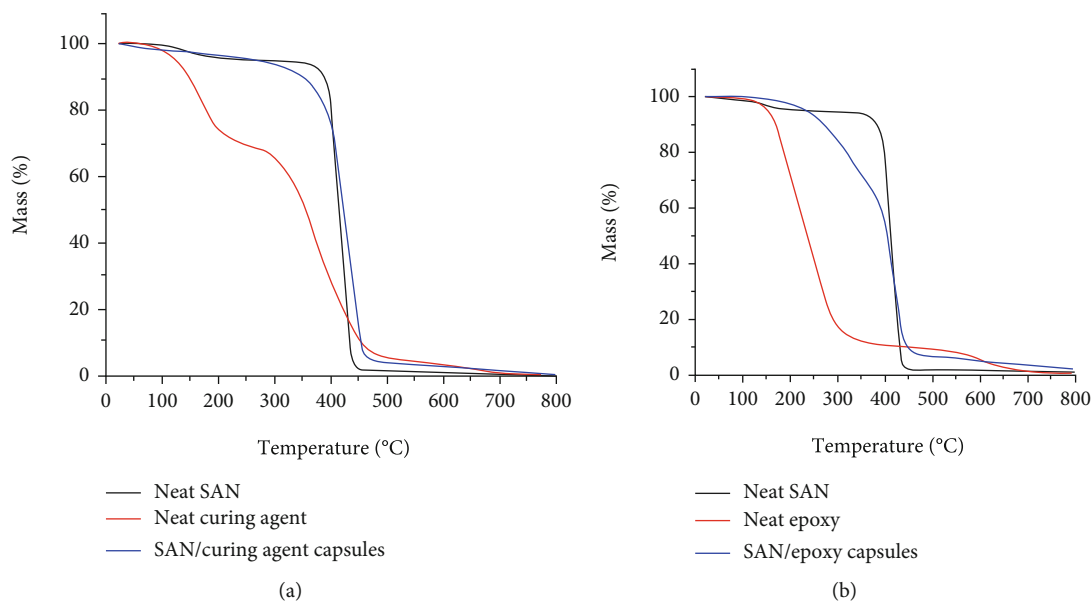 100
80
60
40
20
0
Mass (%)
0 100 200 300 400 500 600 700 800
Temperature (°C)
Neat SAN
Neat curing agent
SAN/curing agent capsules
(a)
100
80
60
40
20
0
Mass (%)
0 100 200 300 400 500 600 700 800
Temperature (°C)
Neat SAN
Neat epoxy
SAN/epoxy capsules
(b)